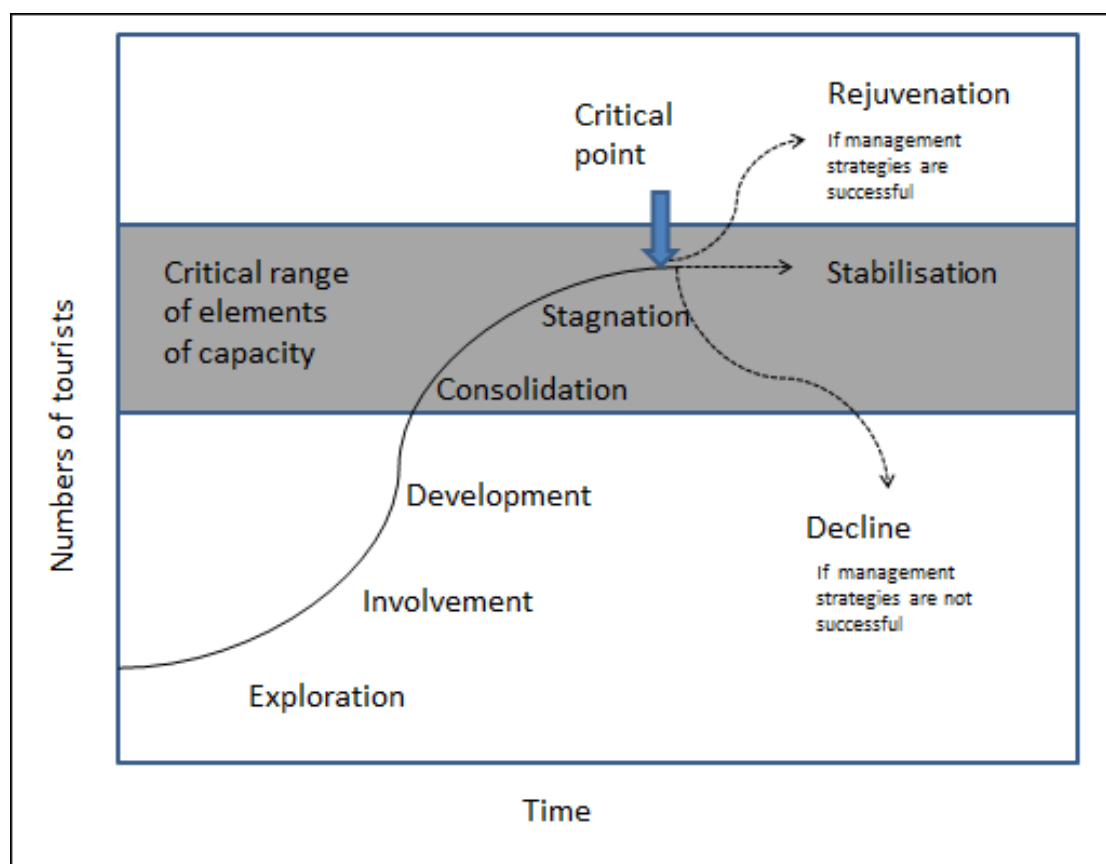 Rejuvenation
If management
strategies are
successful
Critical
point
Critical range
of elements
of capacity
Stabilisation
Stagnation
Consolidation
Numbers of tourists
Development
Decline
If management
strategies are not
successful
Involvement
Exploration
Time